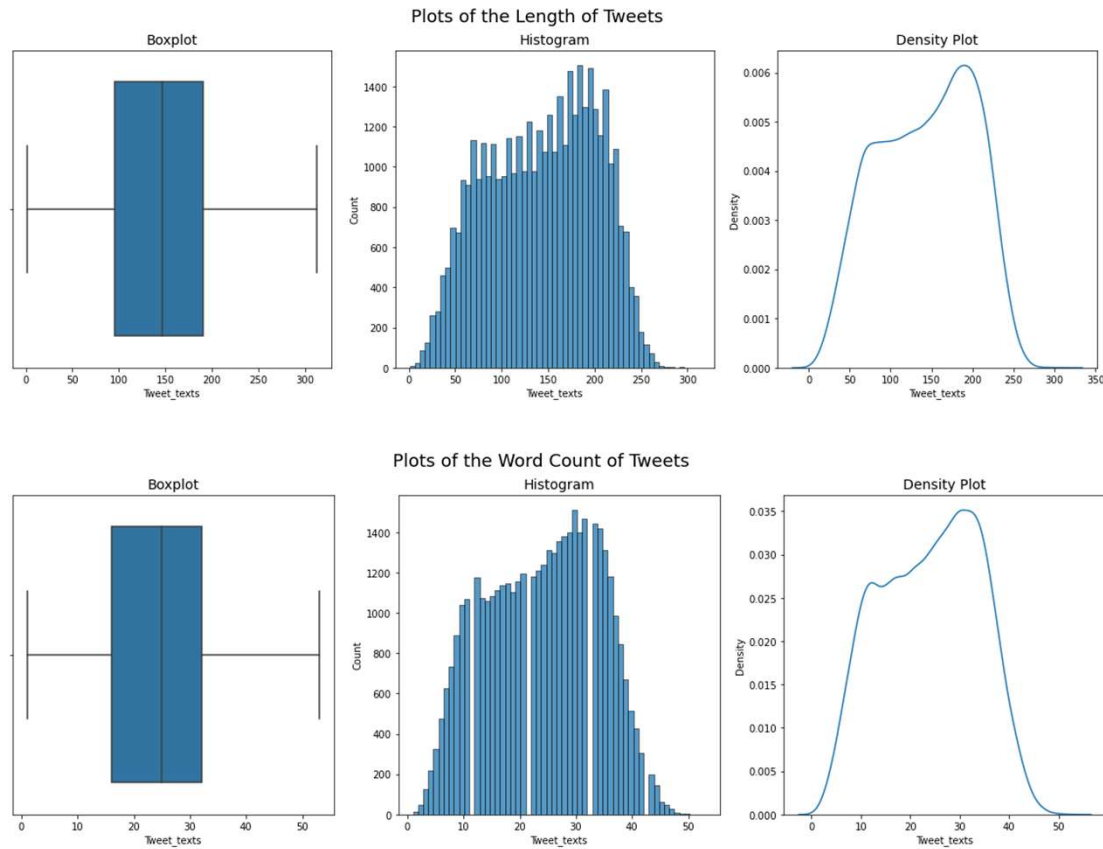 Plots of the Length of Tweets
Boxplot
0 50 100 150 200 250 300
Tweet_texts
Histogram
1400
1200
1000
800
600
400
200
0
Count
0 50 100 150 200 250 300
Tweet_texts
Density Plot
0.006
0.005
0.004
0.003
0.002
0.001
0.000
Density
0 50 100 150 200 250 300 350
Tweet_texts
Plots of the Word Count of Tweets
Boxplot
0 10 20 30 40 50
Tweet_texts
Histogram
1400
1200
1000
800
600
400
200
0
Count
0 10 20 30 40 50
Tweet_texts
Density Plot
0.035
0.030
0.025
0.020
0.015
0.010
0.005
0.000
Density
0 10 20 30 40 50
Tweet_texts